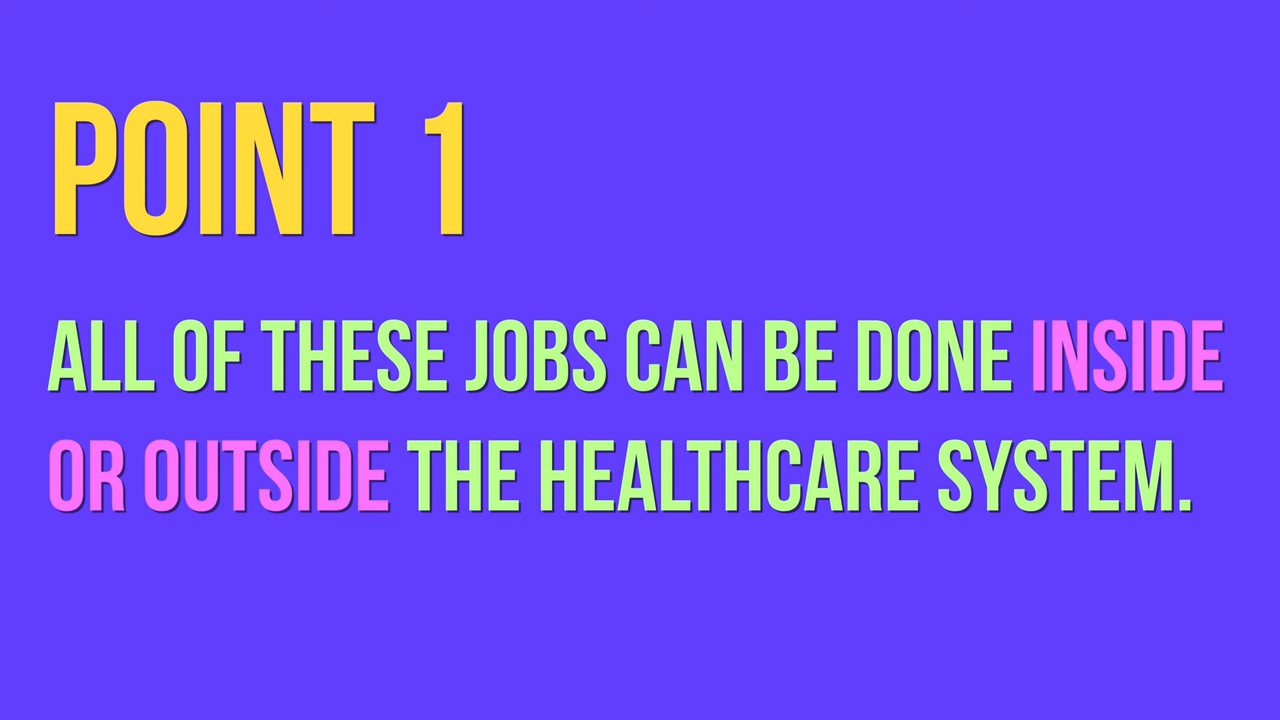 POINT 1
ALL OF THESE JOBS CAN BE DONE INSIDE
OR OUTSIDE THE HEALTHCARE SYSTEM.